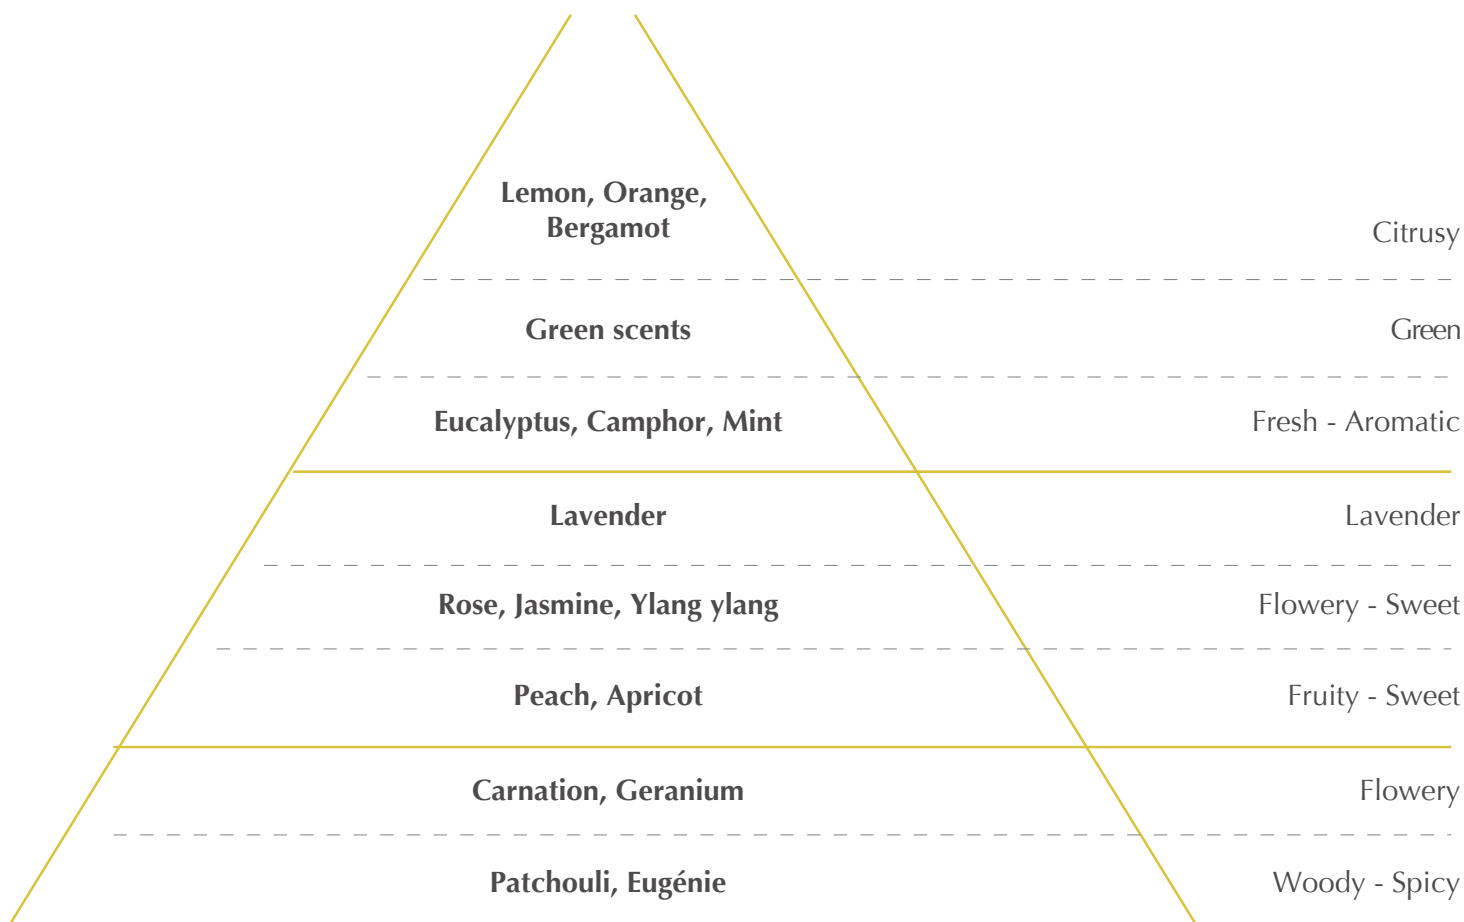 Lemon, Orange,
Bergamot
Citrusy
Green scents
Green
Eucalyptus, Camphor, Mint
Fresh - Aromatic
Lavender
Lavender
Rose, Jasmine, Ylang ylang
Flowery - Sweet
Peach, Apricot
Fruity - Sweet
Carnation, Geranium
Flowery
Patchouli, Eugénie
Woody - Spicy